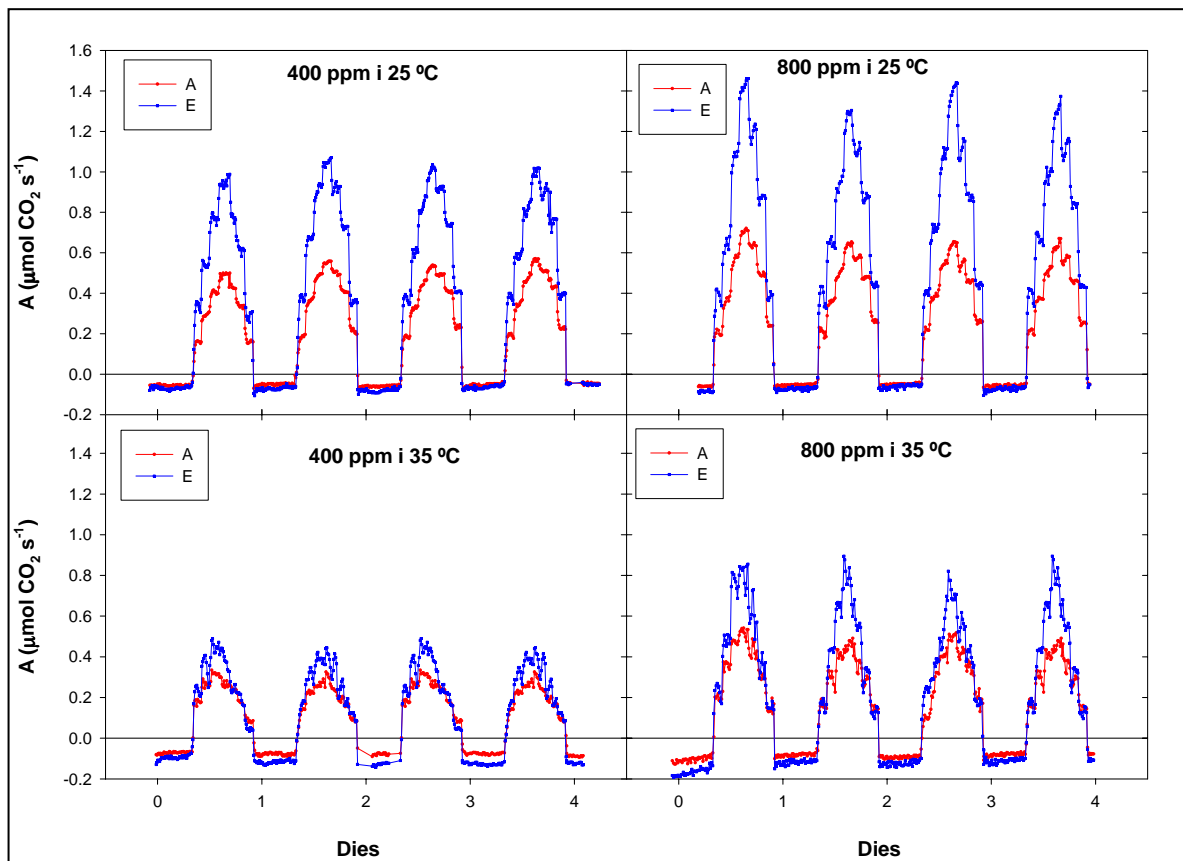 400 ppm i 25 ºC
A
E
A (µmol CO2 s-1)
1.6
1.4
1.2
1.0
0.8
0.6
0.4
0.2
0.0
-0.2
800 ppm i 25 ºC
A
E
400 ppm i 35 ºC
A
E
A (µmol CO2 s-1)
1.4
1.2
1.0
0.8
0.6
0.4
0.2
0.0
-0.2
0 1 2 3 4
Dies
800 ppm i 35 ºC
A
E
0 1 2 3 4
Dies